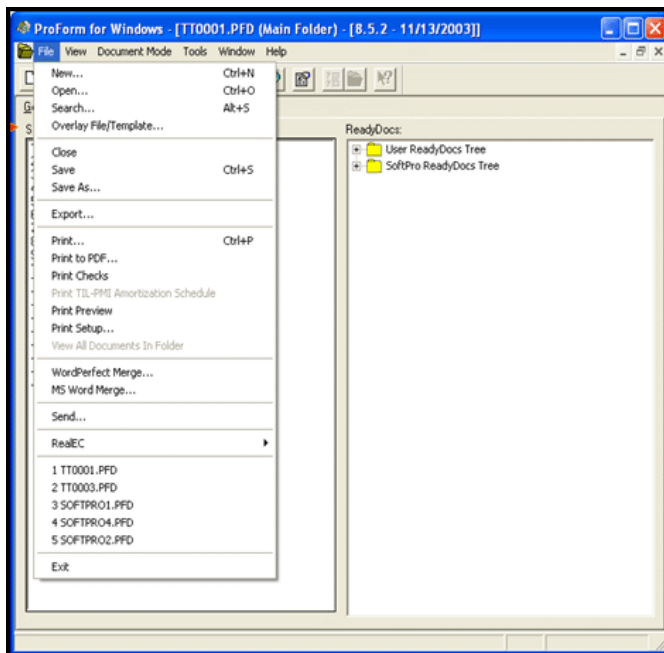 ProForm for Windows - [TT0001.PFD (Main Folder) - [8.5.2 - 11/13/2003]]
File View Document Mode Tools Window Help
New... Ctrl+N
Open... Ctrl+O
Search... Alt+S
Overlay File/Template...
Close
Save Ctrl+S
Save As...
Export...
Print... Ctrl+P
Print to PDF...
Print Checks
Print TIL-PMI Amortization Schedule
Print Preview
Print Setup...
View All Documents In Folder
WordPerfect Merge...
MS Word Merge...
Send...
RealEC
1 TT0001.PFD
2 TT0003.PFD
3 SOFTPRO1.PFD
4 SOFTPRO4.PFD
5 SOFTPRO2.PFD
Exit
ReadyDocs:
User ReadyDocs Tree
SoftPro ReadyDocs Tree